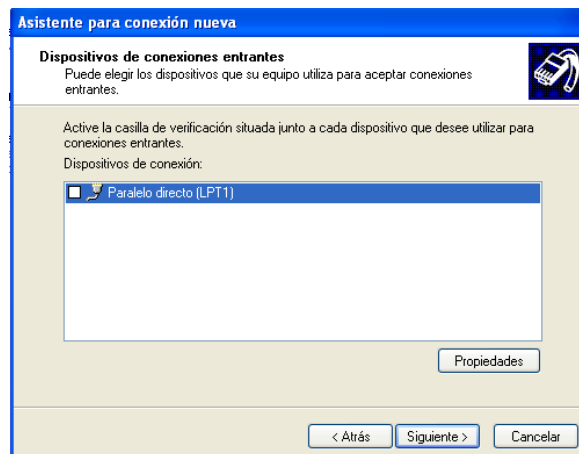 Asistente para conexión nueva
Dispositivos de conexiones entrantes
Puede elegir los dispositivos que su equipo utiliza para aceptar conexiones
entrantes.
Active la casilla de verificación situada junto a cada dispositivo que desee utilizar para
conexiones entrantes.
Dispositivos de conexión:
Paralelo directo (LPT1)
Propiedades
< Atrás
Siguiente >
Cancelar